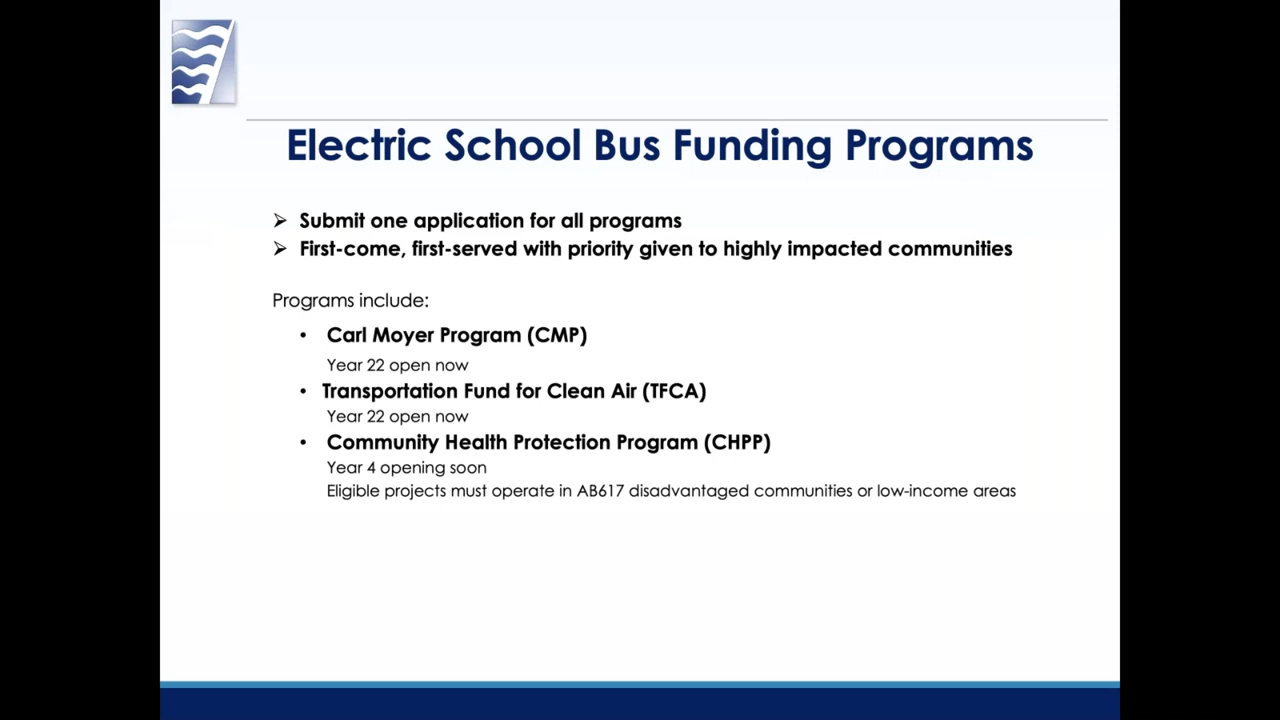 Electric School Bus Funding Programs
➢ Submit one application for all programs
➢ First-come, first-served with priority given to highly impacted communities
Programs include:
• Carl Moyer Program (CMP)
Year 22 open now
• Transportation Fund for Clean Air (TFCA)
Year 22 open now
• Community Health Protection Program (CHPP)
Year 4 opening soon
Eligible projects must operate in AB617 disadvantaged communities or low-income areas